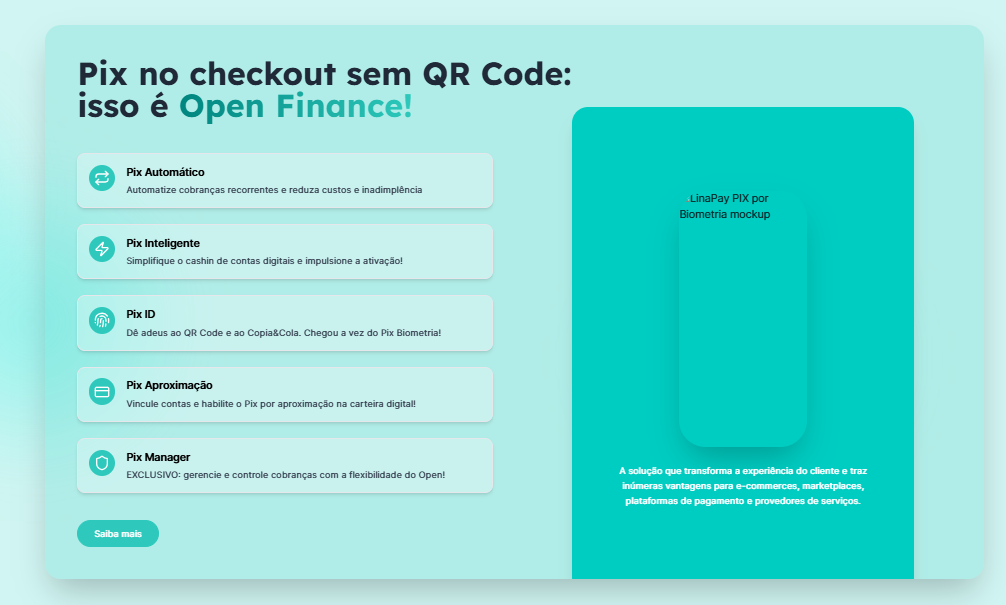 Pix no checkout sem QR Code:
isso é Open Finance!
Pix Automático
Automatize cobranças recorrentes e reduza custos e inadimplência
Pix Inteligente
Simplifique o cashin de contas digitais e impulsione a ativação!
Pix ID
Dê adeus ao QR Code e ao Copia&Cola. Chegou a vez do Pix Biometria!
Pix Aproximação
Vincule contas e habilite o Pix por aproximação na carteira digital!
Pix Manager
EXCLUSIVO: gerencie e controle cobranças com a flexibilidade do Open!
Saiba mais
LinaPay PIX por
Biometria mockup
A solução que transforma a experiência do cliente e traz
inúmeras vantagens para e-commerces, marketplaces,
plataformas de pagamento e provedores de serviços.